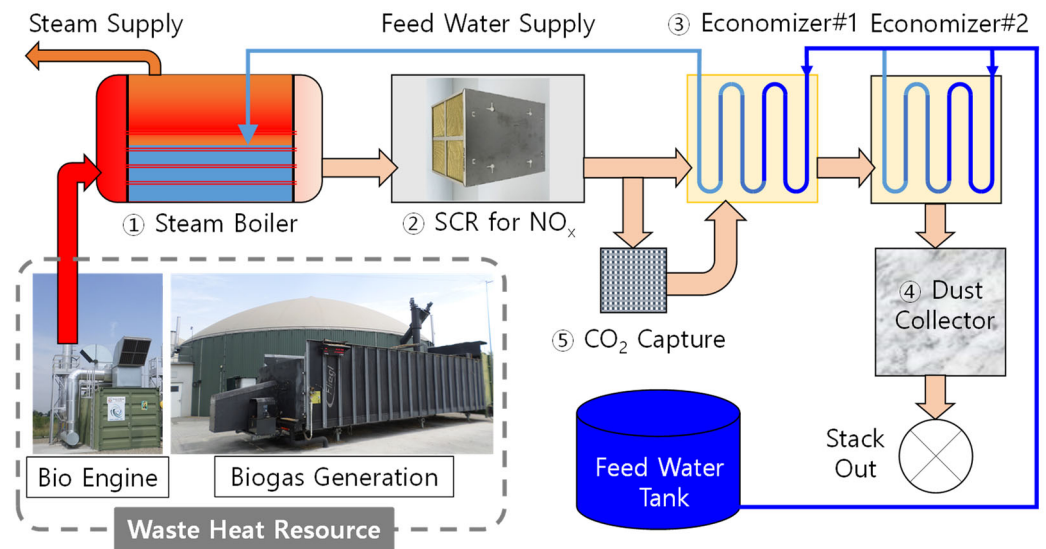 Steam Supply
Feed Water Supply
③ Economizer#1
Economizer#2
① Steam Boiler
② SCR for NOₓ
④ Dust
Collector
⑤ CO₂ Capture
Fliegl
Feed Water
Tank
Stack
Out
Bio Engine
Biogas Generation
Waste Heat Resource